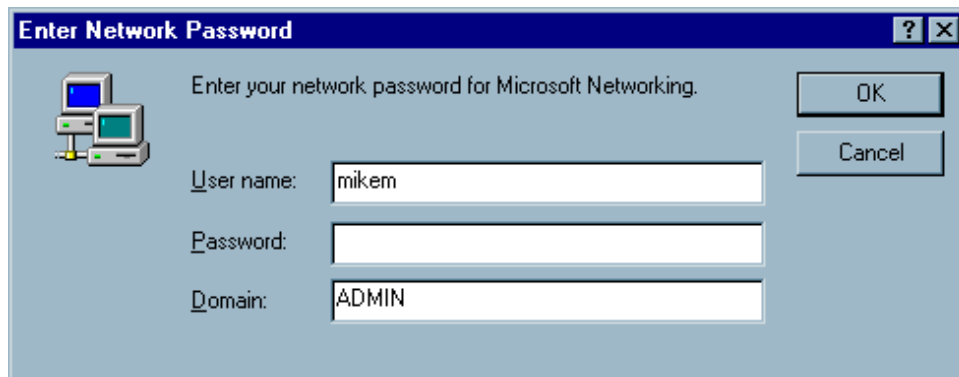 Enter Network Password
Enter your network password for Microsoft Networking.
OK
Cancel
User name: mikem
Password:
Domain: ADMIN